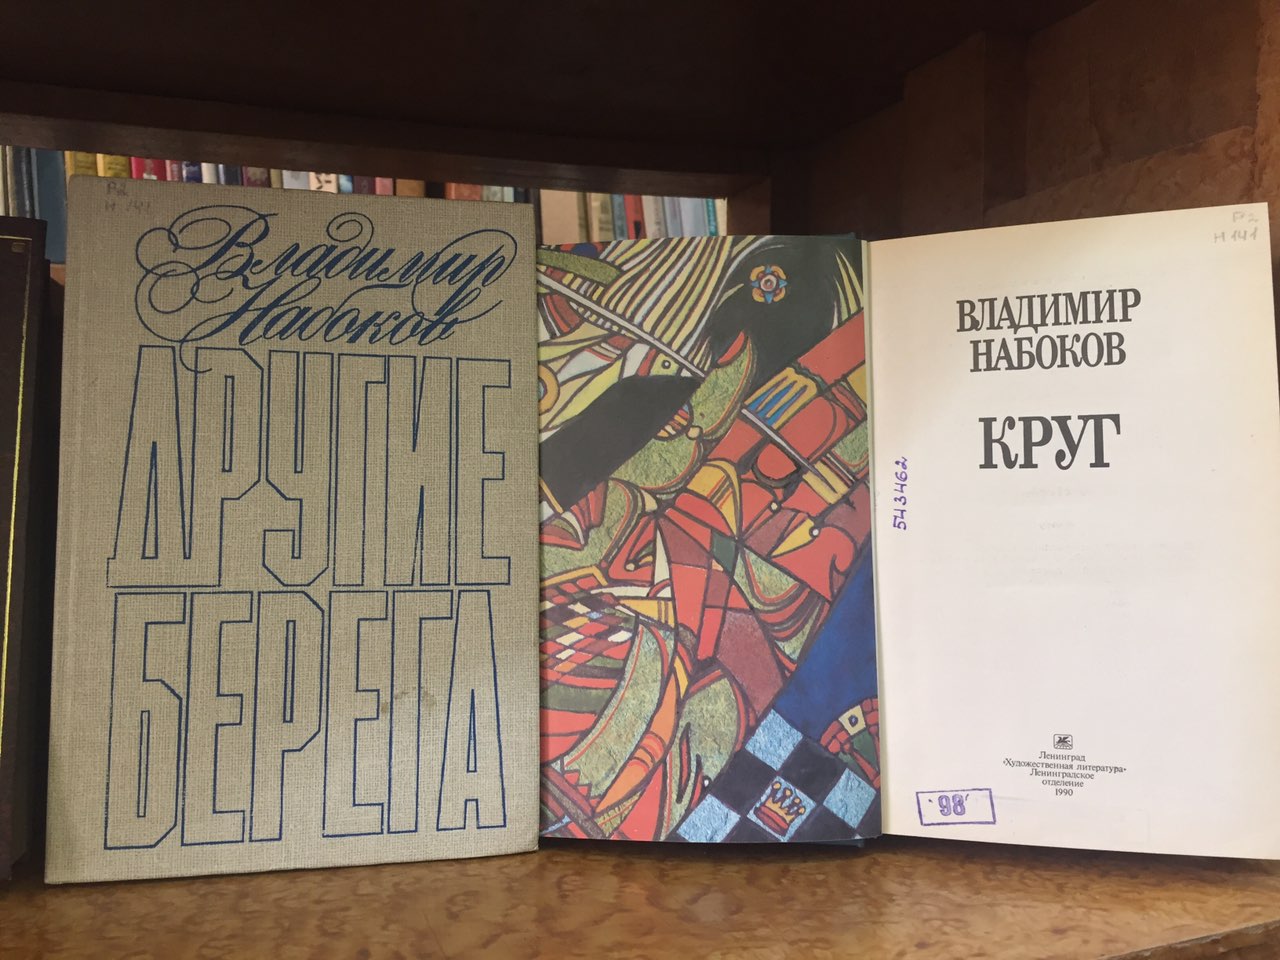 Р2
Н 141
Владимир
Набоков
ДРУГИЕ
БЕРЕГА
Р2
Н 141
ВЛАДИМИР
НАБОКОВ
КРУГ
543462
Ленинград
«Художественная литература»
Ленинградское
отделение
1990
98